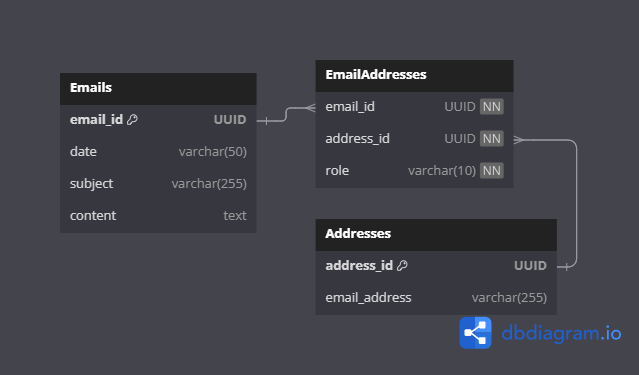 Emails
email_id UUID
date varchar(50)
subject varchar(255)
content text
EmailAddresses
email_id UUID NN
address_id UUID NN
role varchar(10) NN
Addresses
address_id UUID
email_address varchar(255)
dbdiagram.io